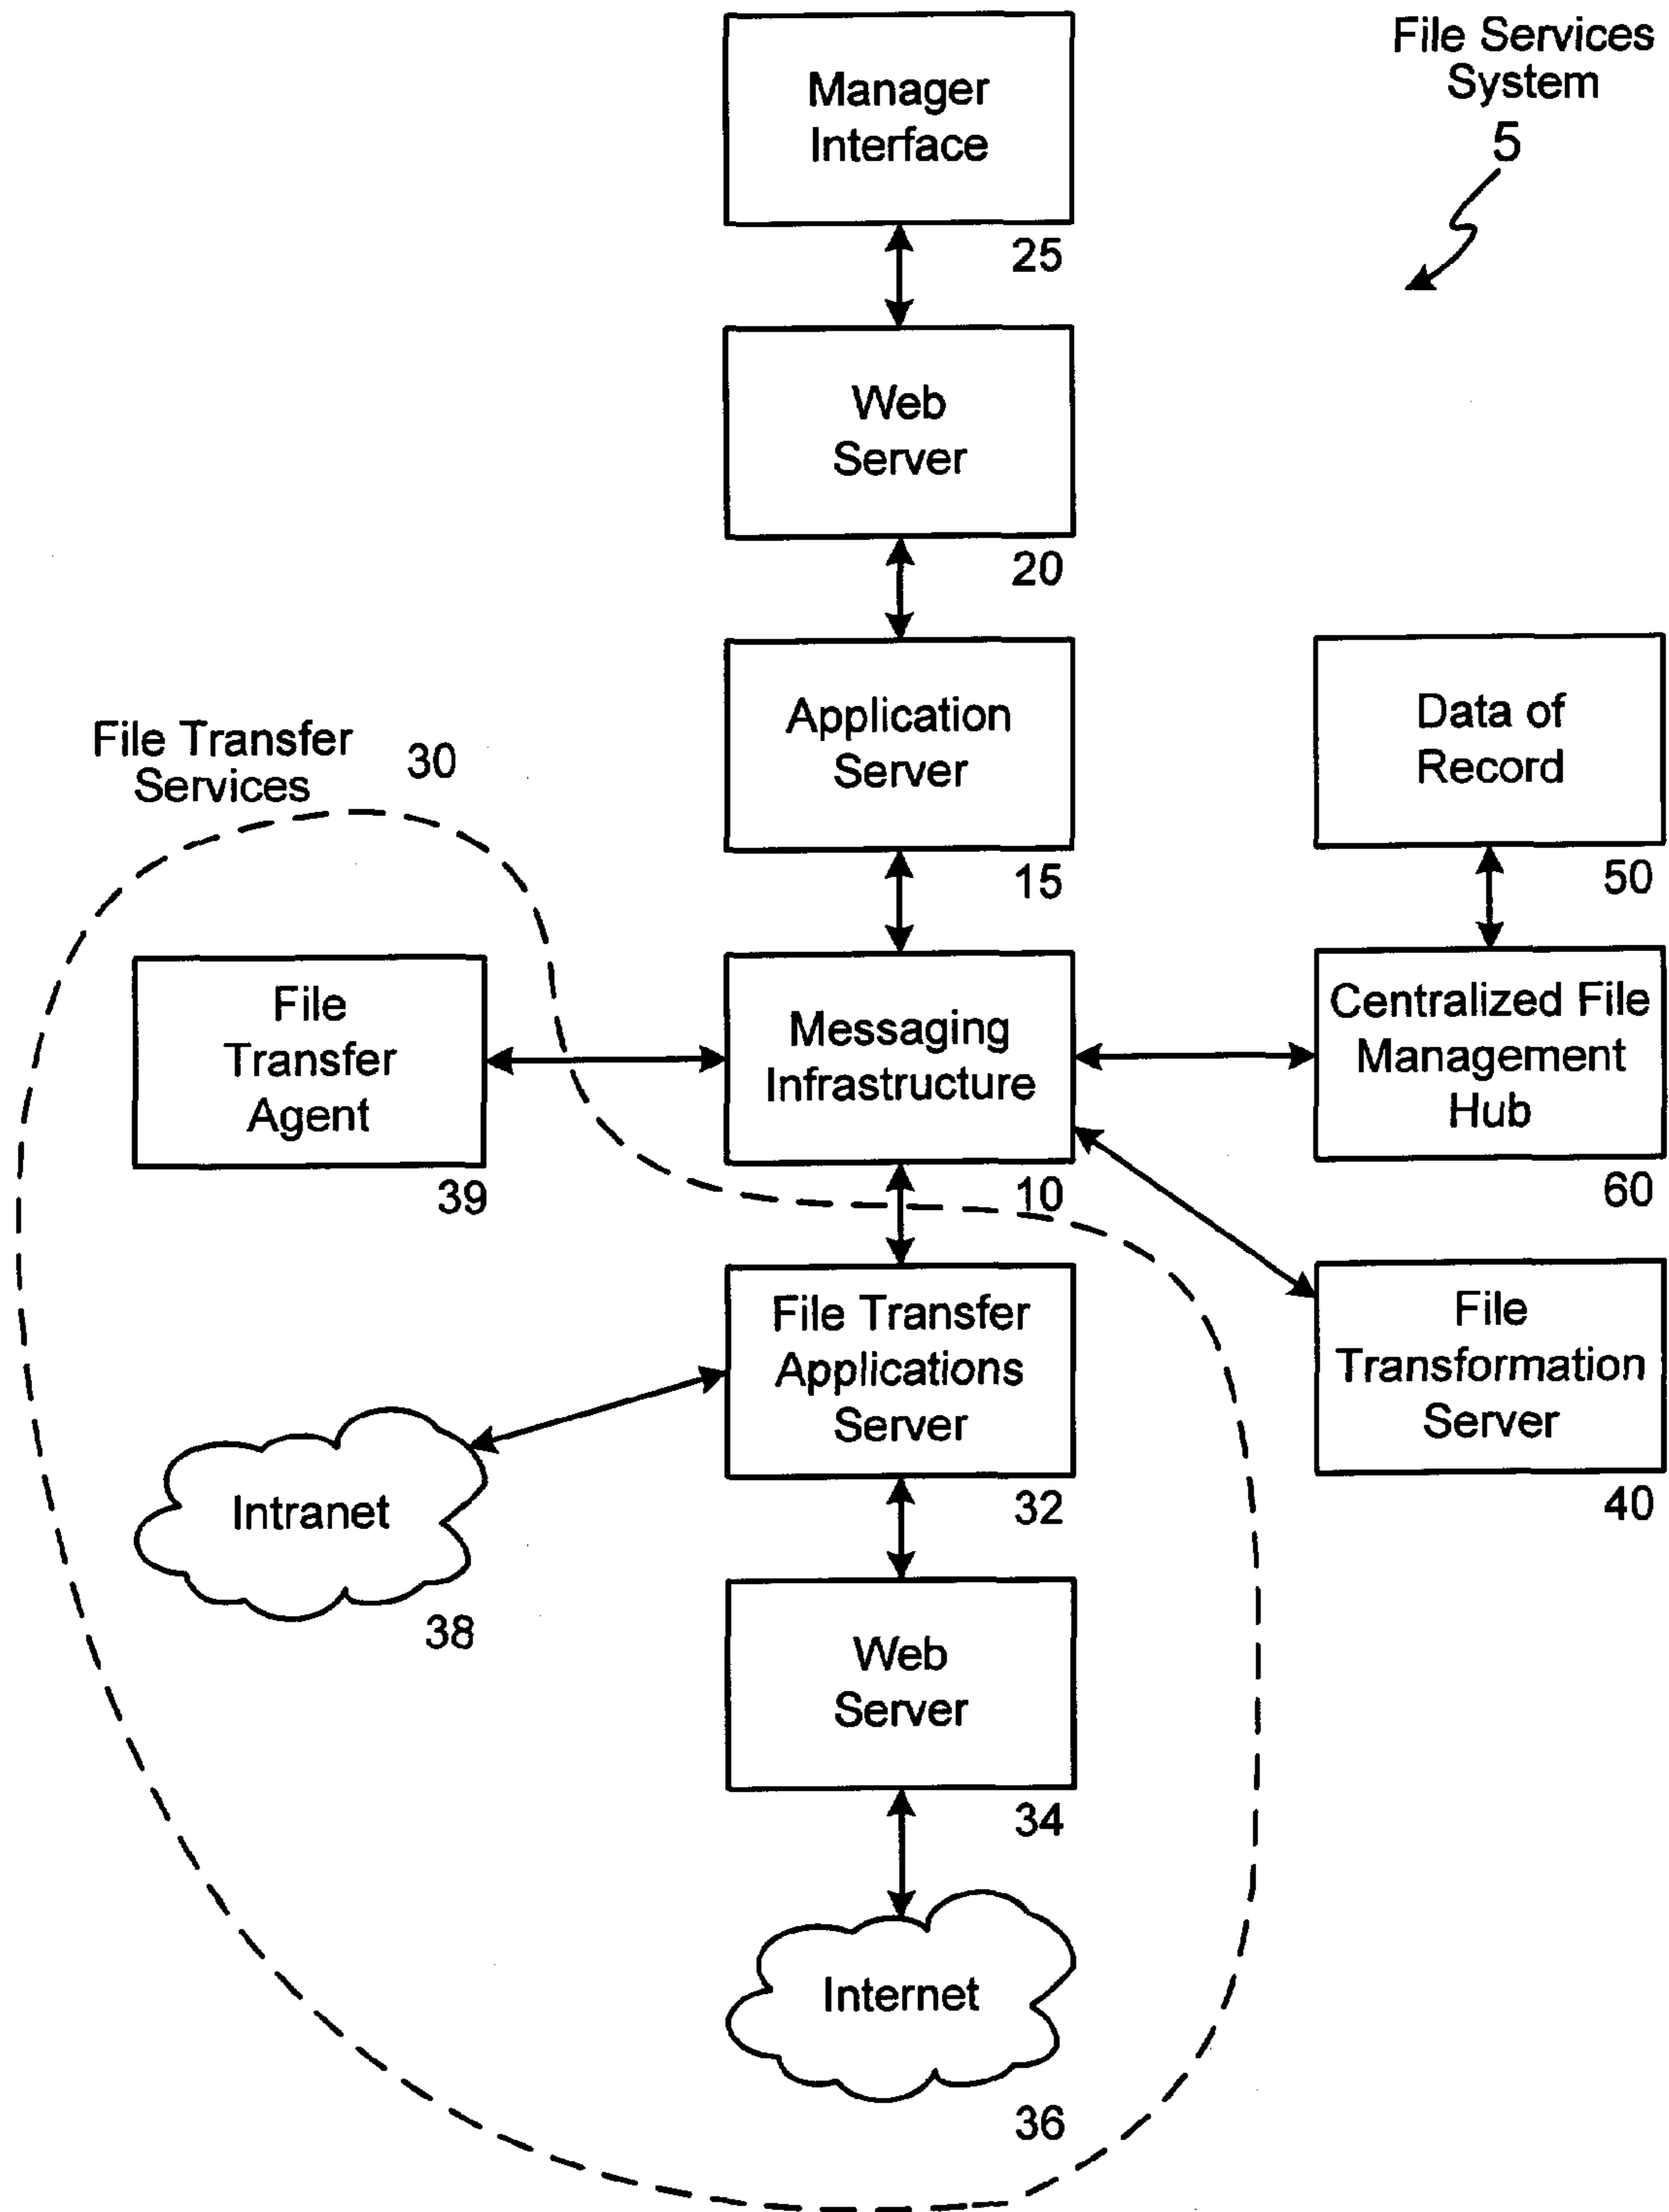 File Services
System
5
Manager
Interface
25
Web
Server
20
Application
Server
15
Data of
Record
50
File Transfer
Services
30
File
Transfer
Agent
39
Messaging
Infrastructure
10
Centralized File
Management
Hub
60
File Transfer
Applications
Server
32
File
Transformation
Server
40
Intranet
38
Web
Server
34
Internet
36